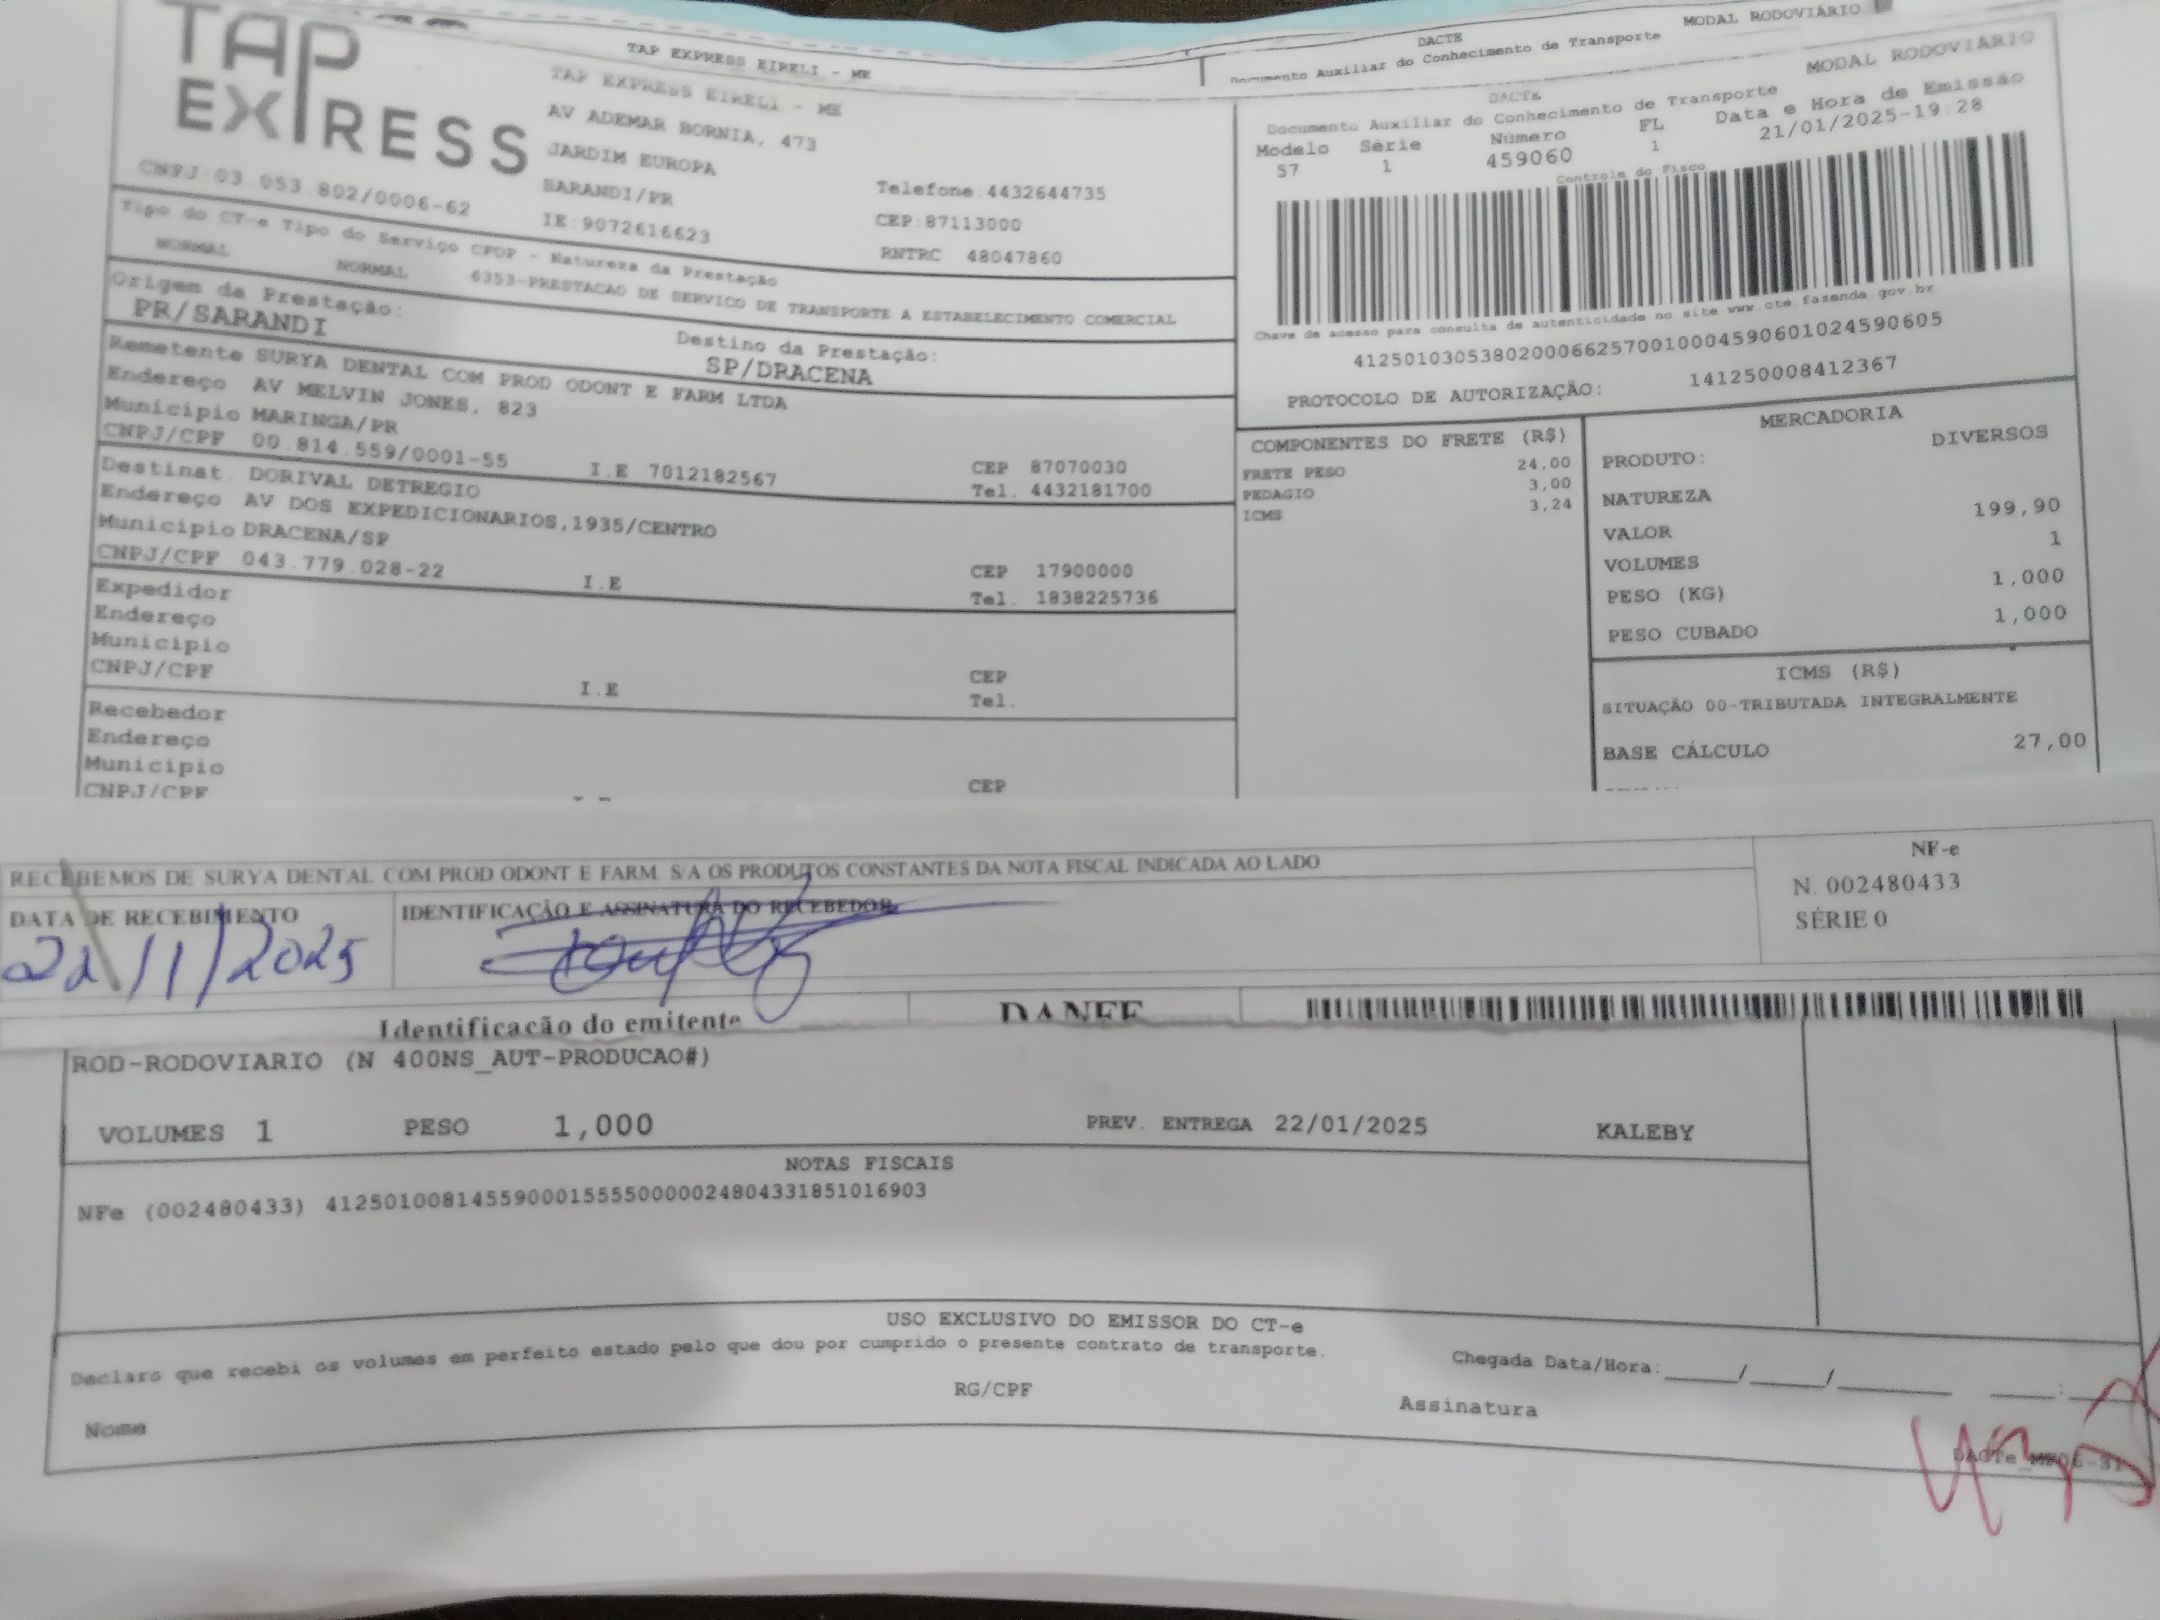 TAP EXPRESS EIRELI - ME
DACTE
MODAL RODOVIÁRIO
Documento Auxiliar do Conhecimento de Transporte
TAP EXPRESS
TAP EXPRESS EIRELI - ME
AV ADEMAR BORNIA, 473
JARDIM EUROPA
SARANDI/PR
Telefone:4432644735
CNPJ:03.053.802/0006-62
IE:9072616623
CEP:87113000
RNTRC 48047860
DACTE
MODAL RODOVIÁRIO
Documento Auxiliar do Conhecimento de Transporte
Modelo Série Número FL Data e Hora de Emissão
57 1 459060 1 21/01/2025-19:28
Controle do Fisco
Chave de acesso para consulta de autenticidade no site www.cte.fazenda.gov.br
41250103053802000662570010004590601024590605
PROTOCOLO DE AUTORIZAÇÃO: 141250008412367
Tipo do CT-e Tipo do Serviço CFOP - Natureza da Prestação
NORMAL NORMAL 6353-PRESTACAO DE SERVICO DE TRANSPORTE A ESTABELECIMENTO COMERCIAL
Origem da Prestação: Destino da Prestação:
PR/SARANDI SP/DRACENA
Remetente SURYA DENTAL COM PROD ODONT E FARM LTDA
Endereço AV MELVIN JONES, 823
Municipio MARINGA/PR CEP 87070030
CNPJ/CPF 00.814.559/0001-55 I.E 7012182567 Tel. 4432181700
Destinat. DORIVAL DETREGIO
Endereço AV DOS EXPEDICIONARIOS,1935/CENTRO
Municipio DRACENA/SP CEP 17900000
CNPJ/CPF 043.779.028-22 I.E Tel. 1838225736
Expedidor
Endereço
Municipio CEP
CNPJ/CPF I.E Tel.
Recebedor
Endereço
Municipio CEP
CNPJ/CPF
COMPONENTES DO FRETE (R$)
FRETE PESO 24,00
PEDAGIO 3,00
ICMS 3,24
MERCADORIA
PRODUTO: DIVERSOS
NATUREZA
VALOR 199,90
VOLUMES 1
PESO (KG) 1,000
PESO CUBADO 1,000
ICMS (R$)
SITUAÇÃO 00-TRIBUTADA INTEGRALMENTE
BASE CÁLCULO 27,00
RECEBEMOS DE SURYA DENTAL COM PROD ODONT E FARM S/A OS PRODUTOS CONSTANTES DA NOTA FISCAL INDICADA AO LADO
NF-e
N. 002480433
SÉRIE 0
DATA DE RECEBIMENTO IDENTIFICAÇÃO E ASSINATURA DO RECEBEDOR
22/1/2025
Identificação do emitente DANFE
ROD-RODOVIARIO (N 400NS_AUT-PRODUCAO#)
VOLUMES 1 PESO 1,000 PREV. ENTREGA 22/01/2025 KALEBY
NOTAS FISCAIS
NFe (002480433) 41250100814559000155550000024804331851016903
USO EXCLUSIVO DO EMISSOR DO CT-e
Declaro que recebi os volumes em perfeito estado pelo que dou por cumprido o presente contrato de transporte.
Chegada Data/Hora:_____/_____/________ ____:____
Nome RG/CPF Assinatura